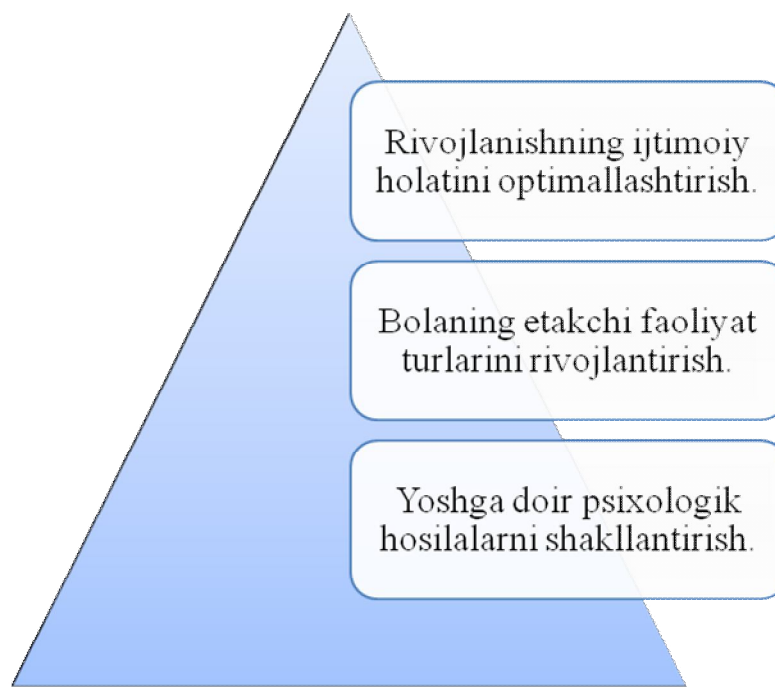 Rivojlanishning ijtimoiy
holatini optimallashtirish.
Bolaning etakchi faoliyat
turlarini rivojlantirish.
Yoshga doir psixologik
hosilalarni shakllantirish.